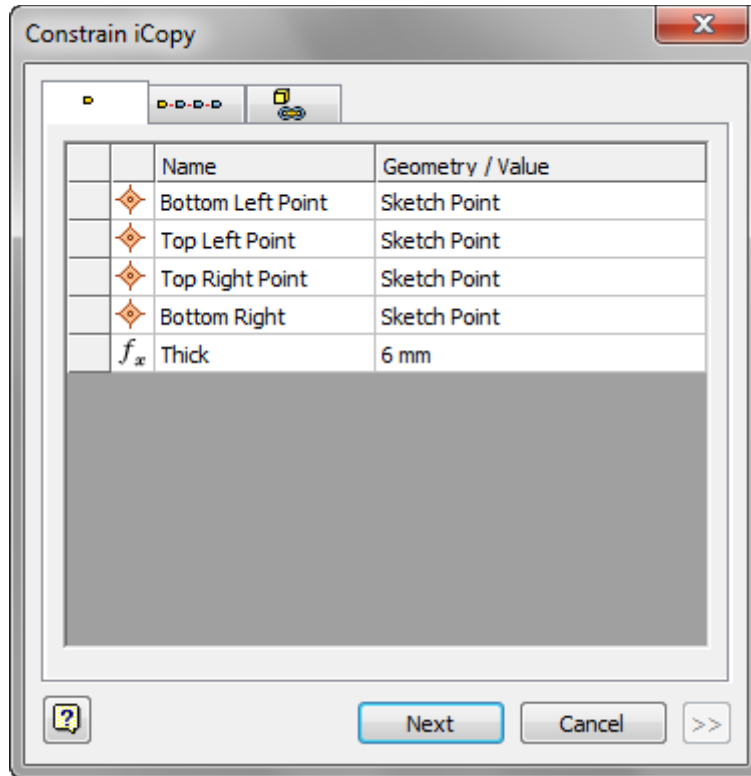 Constrain iCopy
Name Geometry / Value
Bottom Left Point Sketch Point
Top Left Point Sketch Point
Top Right Point Sketch Point
Bottom Right Sketch Point
fx Thick 6 mm
? Next Cancel >>